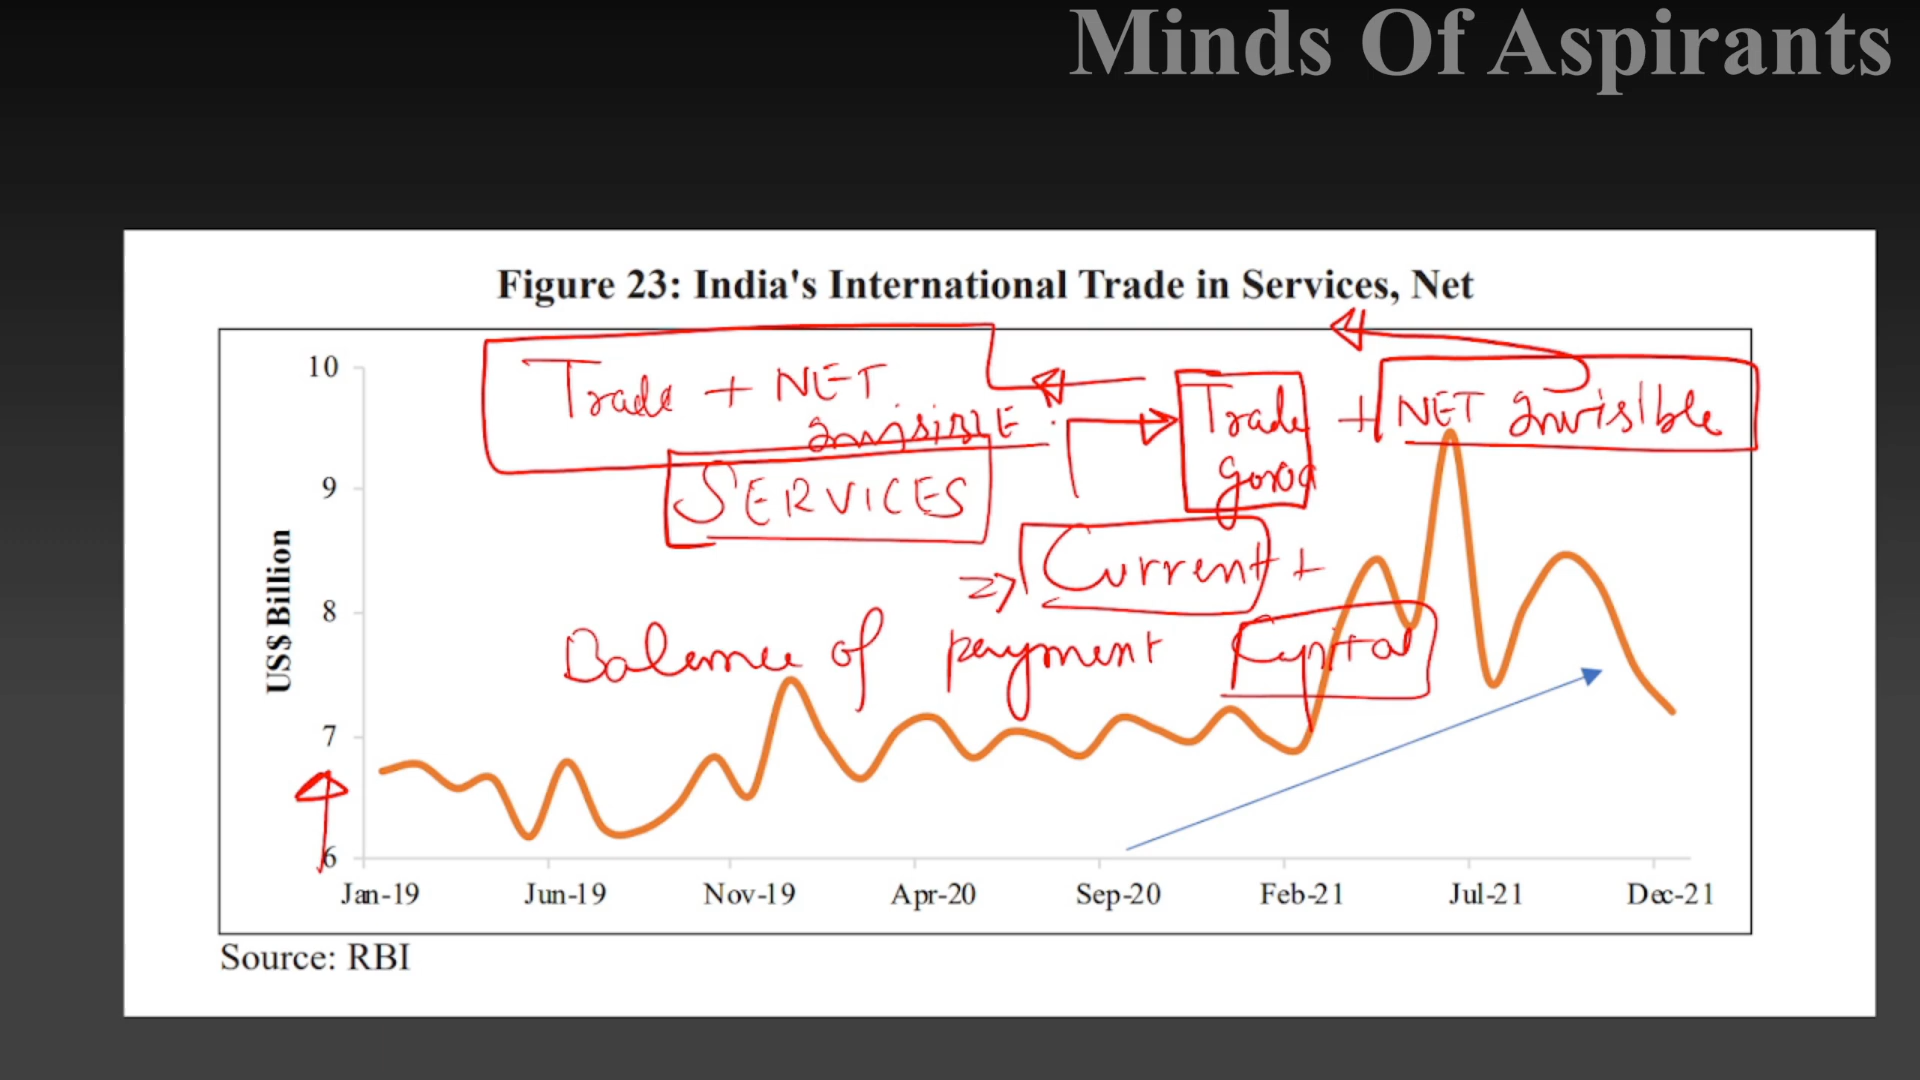 Minds Of Aspirants
Figure 23: India's International Trade in Services, Net
10
Trade + NET
invisible
Trade + NET invisible
good
9
SERVICES
US$ Billion
8
=> Current +
Balance of payment Capital
7
6
Jan-19 Jun-19 Nov-19 Apr-20 Sep-20 Feb-21 Jul-21 Dec-21
Source: RBI